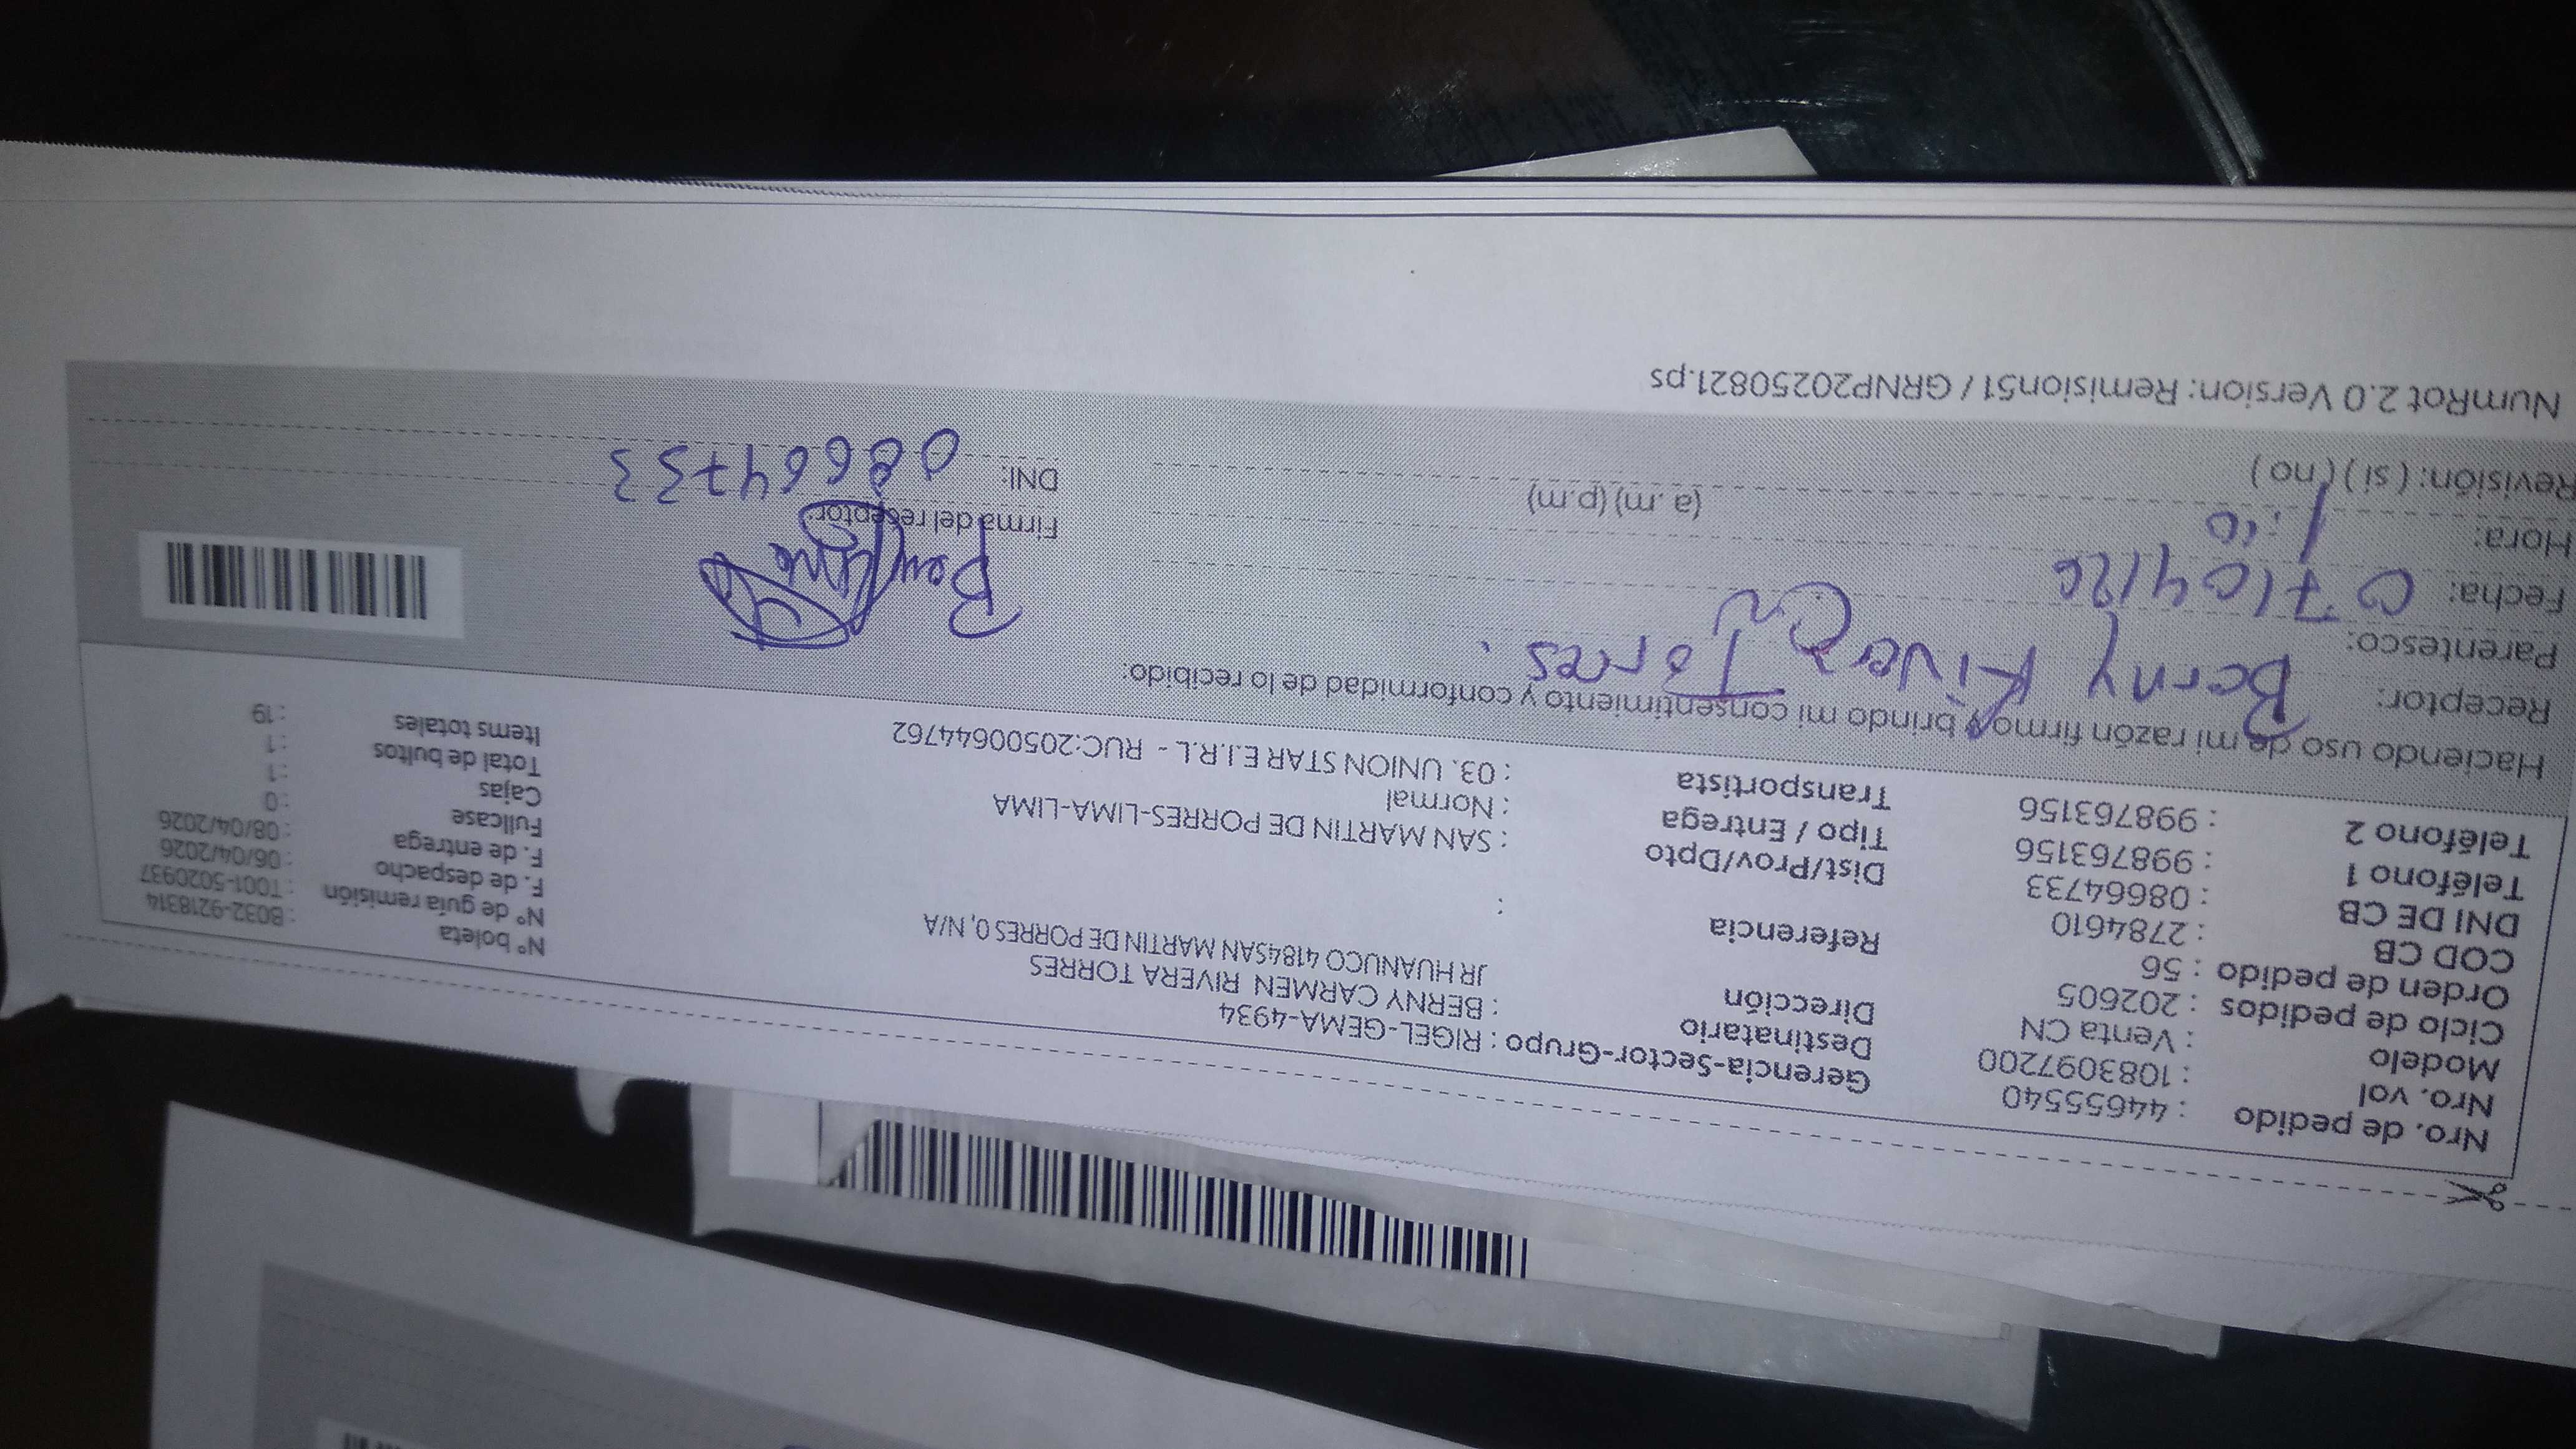 Nro. de pedido : 44655540
Nro. vol : 1083097200
Modelo : Venta CN
Ciclo de pedidos : 202605
Orden de pedido : 56
COD CB : 2784610
DNI DE CB : 08664733
Teléfono 1 : 998763156
Teléfono 2 : 998763156
Gerencia-Sector-Grupo : RIGEL-GEMA-4934
Destinatario : BERNY CARMEN RIVERA TORRES
Dirección JR HUANUCO 4184SAN MARTIN DE PORRES 0, N/A
Referencia :
Dist/Prov/Dpto : SAN MARTIN DE PORRES-LIMA-LIMA
Tipo / Entrega : Normal
Transportista : 03. UNION STAR E.I.R.L - RUC:20500644762
N° boleta : B032-9218314
N° de guía remisión : T001-5020937
F. de despacho : 06/04/2026
F. de entrega : 08/04/2026
Fullcase : 0
Cajas : 1
Total de bultos : 1
Items totales : 19
Haciendo uso de mi razón firmo y brindo mi consentimiento y conformidad de lo recibido:
Receptor: Berny Rivera Torres.
Parentesco:
Fecha: 07/04/26
Hora: 1:10 (a. m) (p.m)
Revisión: ( si ) ( no )
Firma del receptor:
DNI: 08664733
NumRot 2.0 Version: Remision51 / GRNP20250821.ps